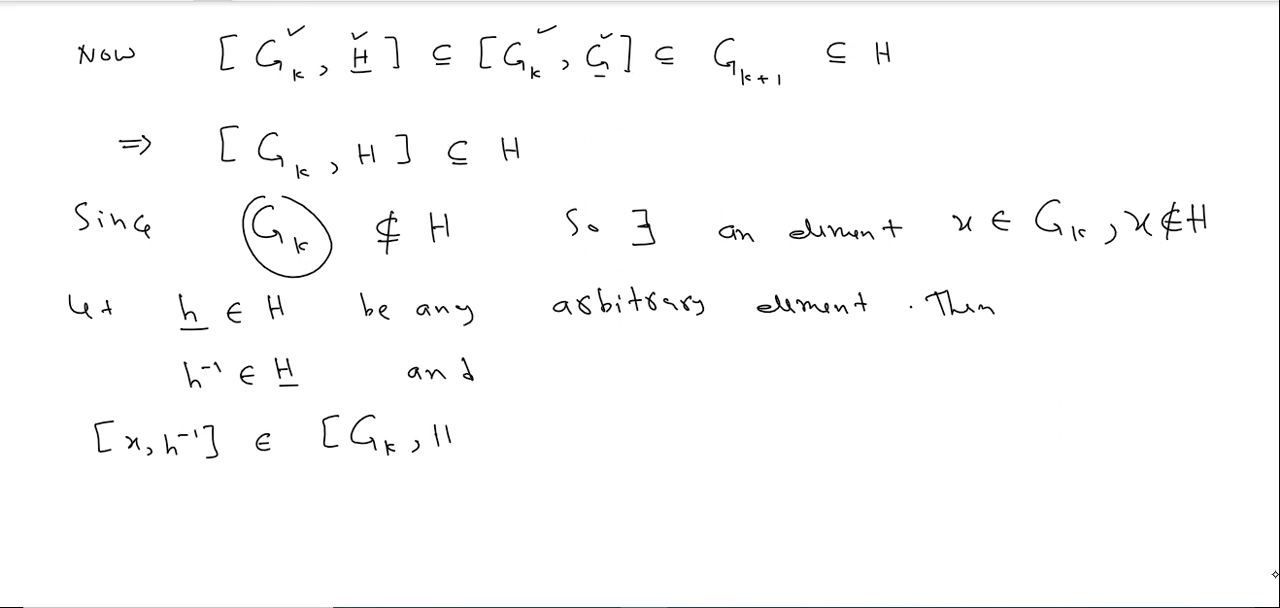 Now [G_k, H] ⊆ [G_k, G] ⊆ G_{k+1} ⊆ H
⇒ [G_k, H] ⊆ H
Since G_k ⊈ H So ∃ an element x ∈ G_k, x ∉ H
Let h ∈ H be any arbitrary element. Then
h^{-1} ∈ H and
[x, h^{-1}] ∈ [G_k, H